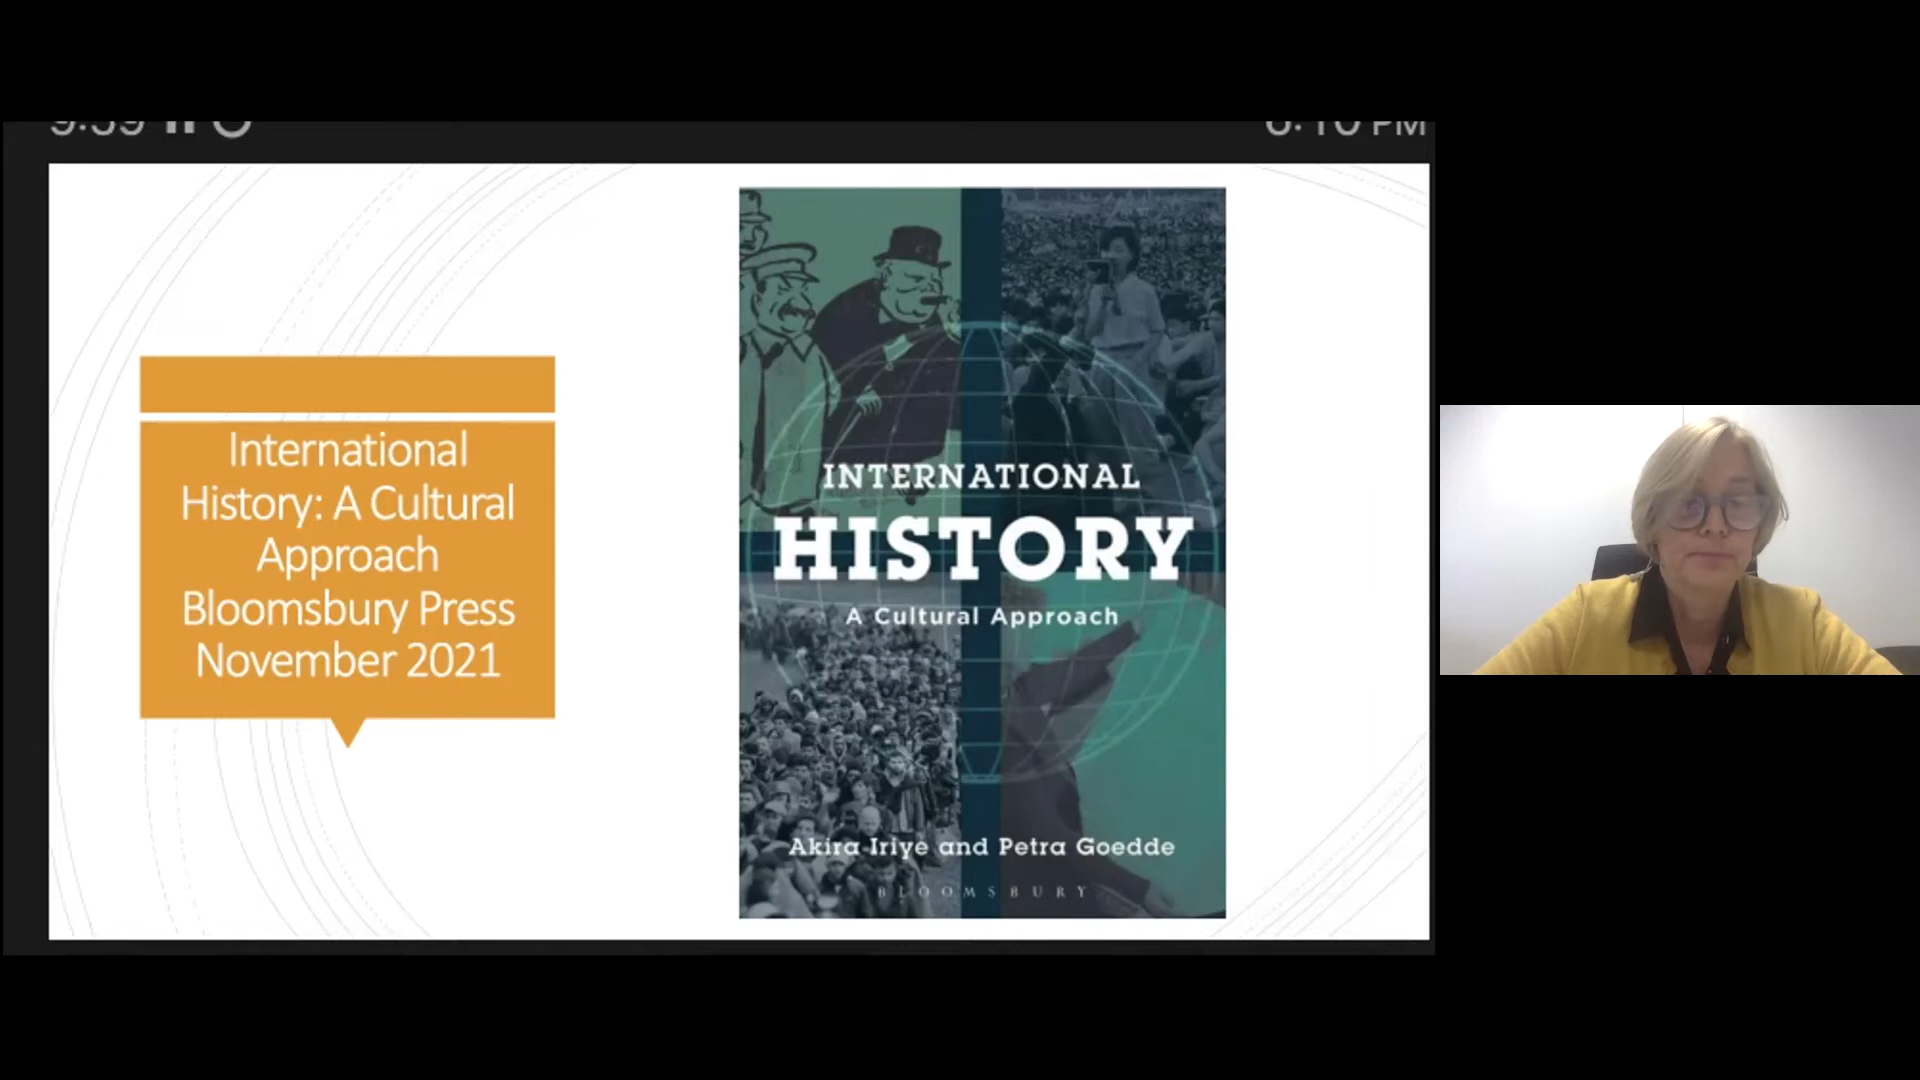 International
History: A Cultural
Approach
Bloomsbury Press
November 2021
INTERNATIONAL
HISTORY
A Cultural Approach
Akira Iriye and Petra Goedde
BLOOMSBURY